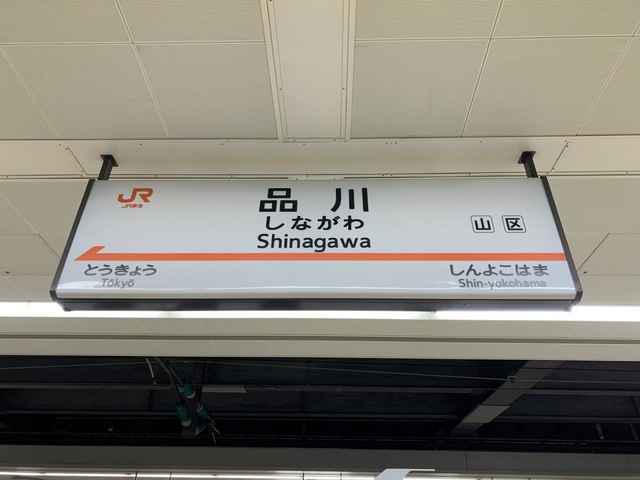 JR
JR東海
品川
しながわ
Shinagawa
山 区
とうきょう
Tōkyō
しんよこはま
Shin-yokohama